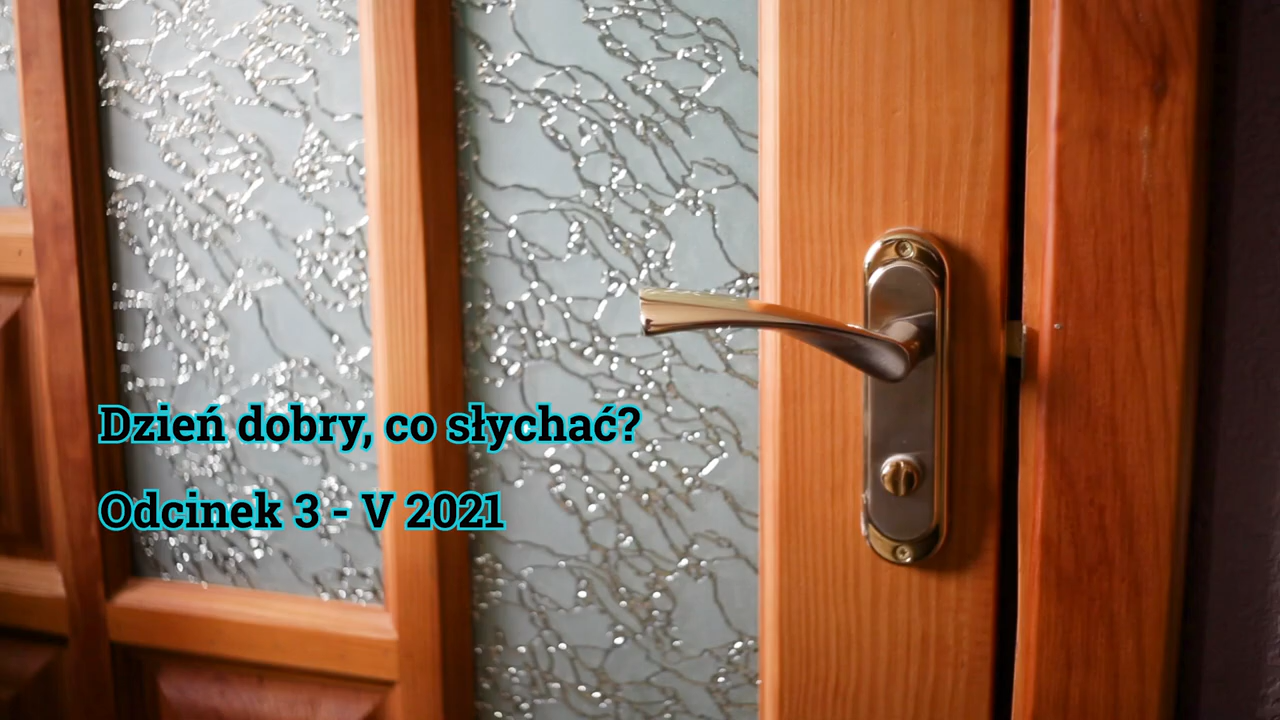 Dzień dobry, co słychać?
Odcinek 3 - V 2021